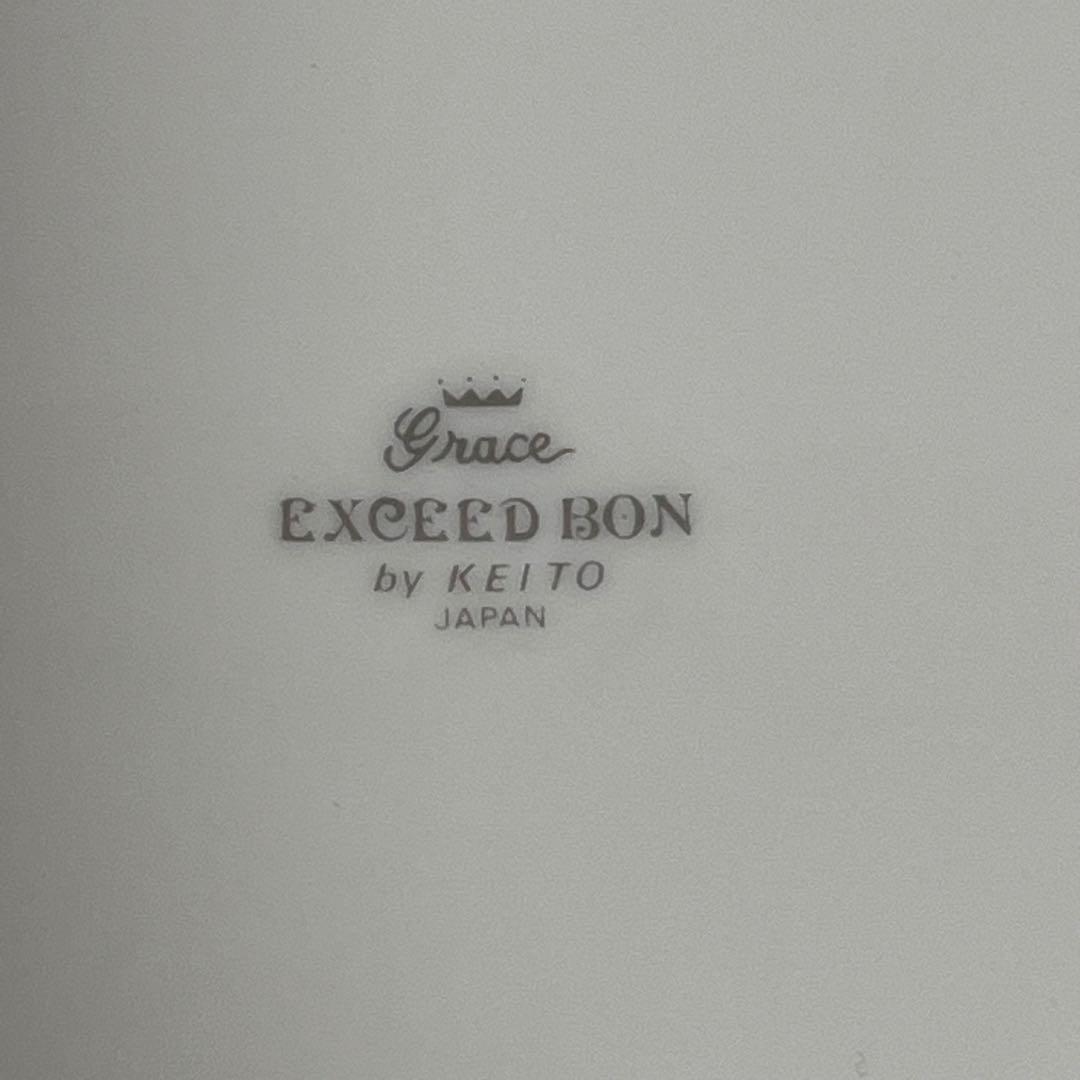 Grace
EXCEED BON
by KEITO
JAPAN